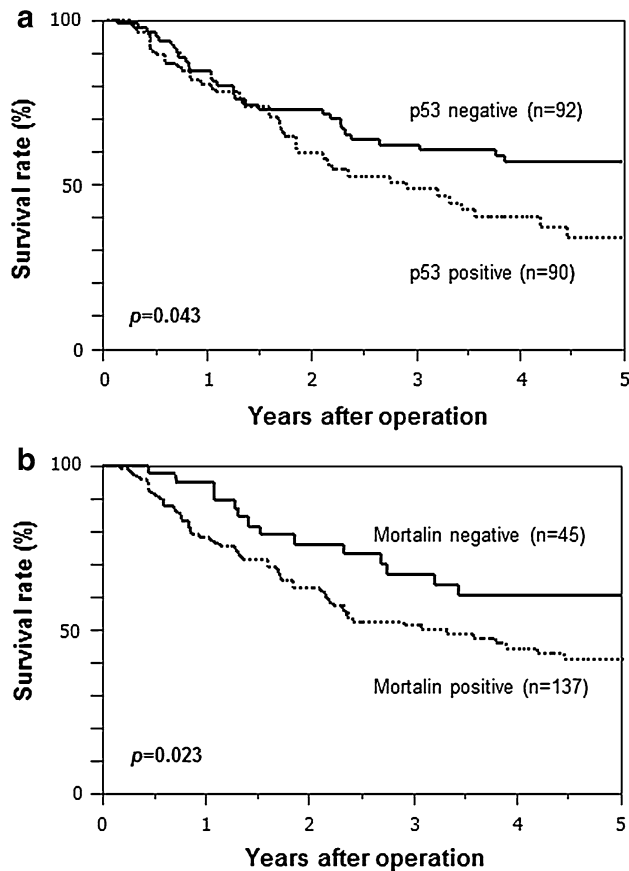 a
Survival rate (%)
100
50
0
p53 negative (n=92)
p53 positive (n=90)
p=0.043
0 1 2 3 4 5
Years after operation
b
Survival rate (%)
100
50
0
Mortalin negative (n=45)
Mortalin positive (n=137)
p=0.023
0 1 2 3 4 5
Years after operation